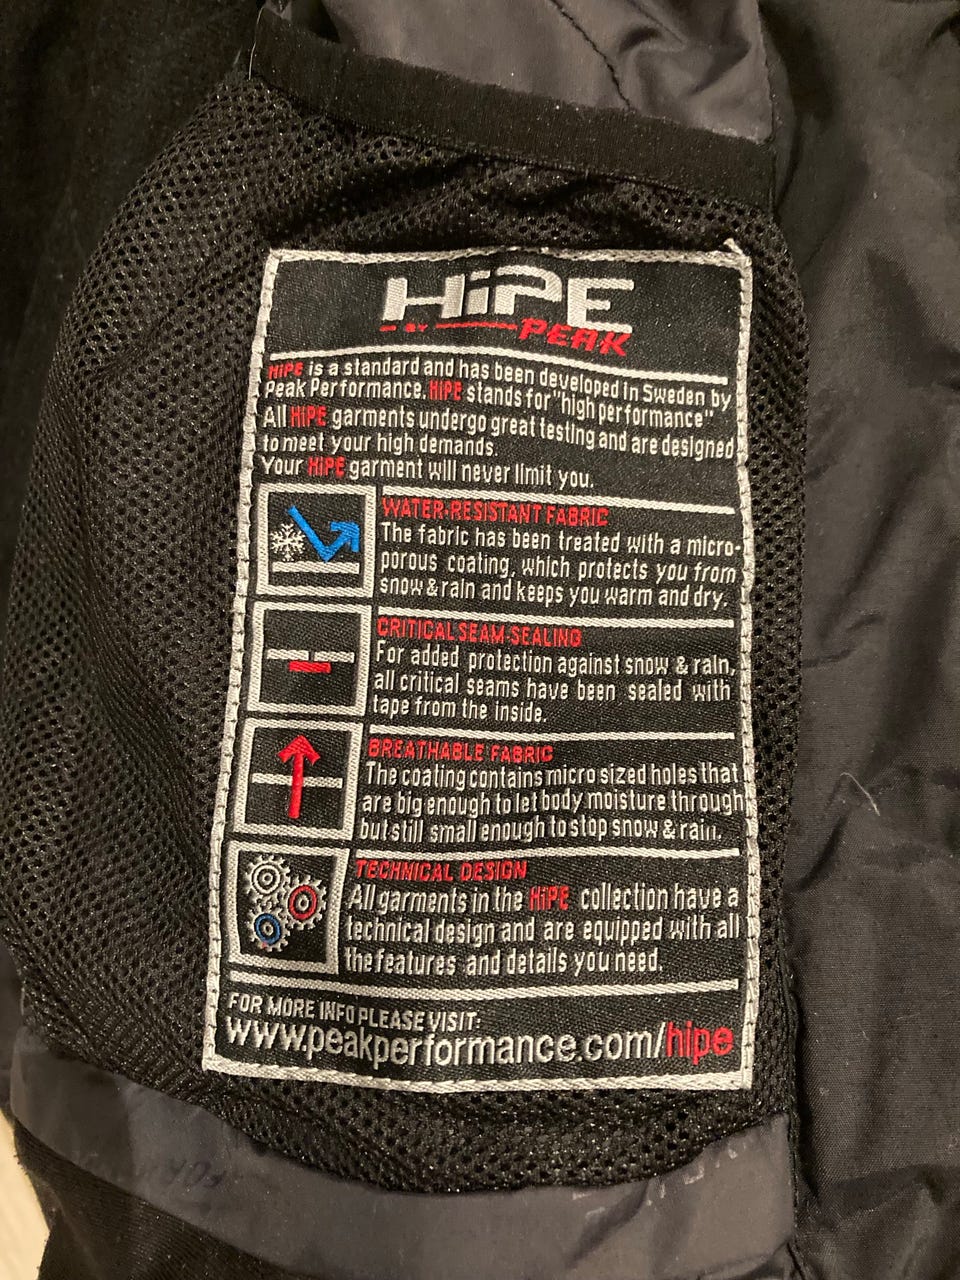 HiPE
BY PEAK
HiPE is a standard and has been developed in Sweden by
Peak Performance. HiPE stands for "high performance"
All HiPE garments undergo great testing and are designed
to meet your high demands.
Your HiPE garment will never limit you.
WATER-RESISTANT FABRIC
The fabric has been treated with a micro-
porous coating, which protects you from
snow & rain and keeps you warm and dry.
CRITICAL SEAM-SEALING
For added protection against snow & rain,
all critical seams have been sealed with
tape from the inside.
BREATHABLE FABRIC
The coating contains micro sized holes that
are big enough to let body moisture through
but still small enough to stop snow & rain.
TECHNICAL DESIGN
All garments in the HiPE collection have a
technical design and are equipped with all
the features and details you need.
FOR MORE INFO PLEASE VISIT:
www.peakperformance.com/hipe